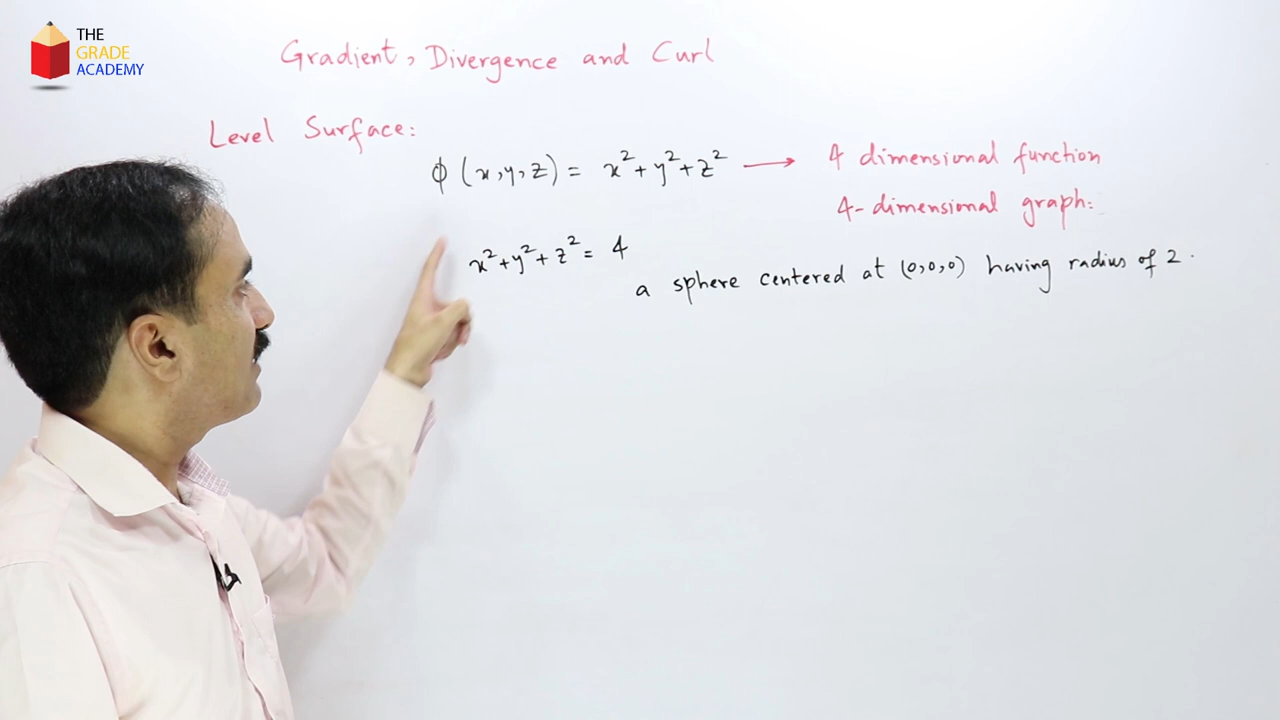 THE
GRADE
ACADEMY
Gradient, Divergence and Curl
Level Surface:
ϕ (x,y,z) = x²+y²+z² → 4 dimensional function
4-dimensional graph:
x²+y²+z² = 4
a sphere centered at (0,0,0) having radius of 2.